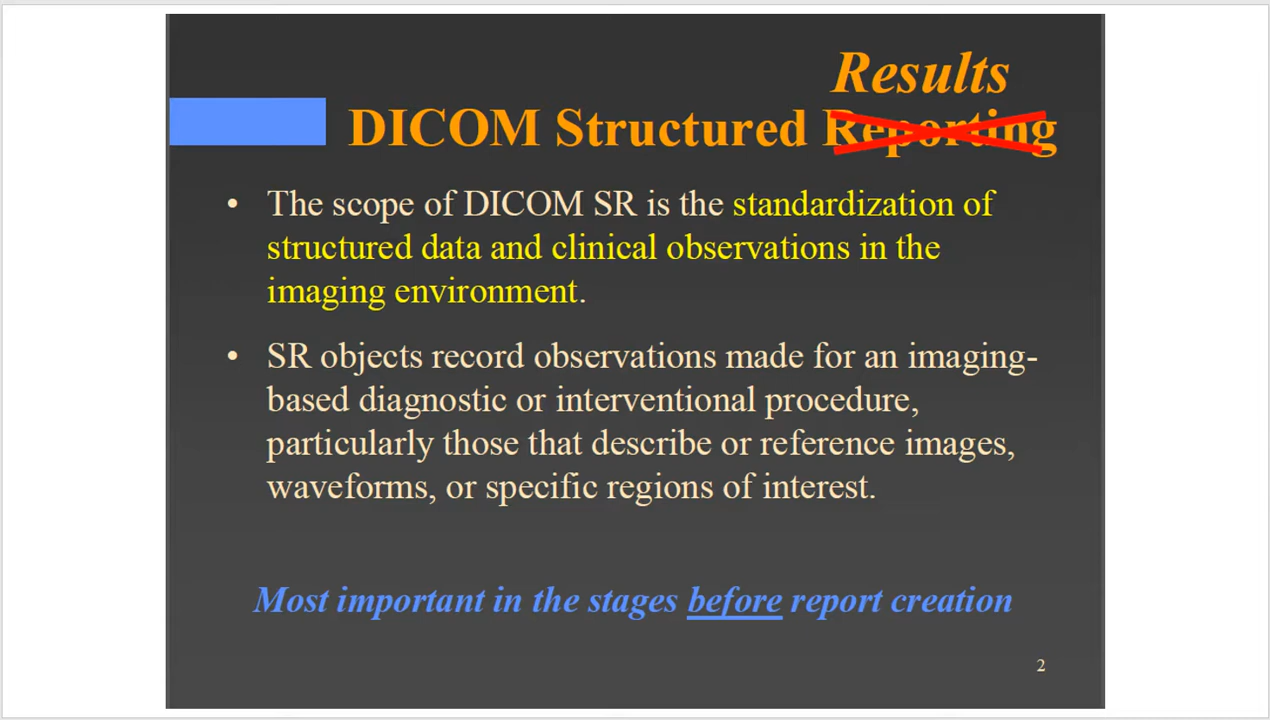 Results
DICOM Structured Reporting
• The scope of DICOM SR is the standardization of
structured data and clinical observations in the
imaging environment.
• SR objects record observations made for an imaging-
based diagnostic or interventional procedure,
particularly those that describe or reference images,
waveforms, or specific regions of interest.
Most important in the stages before report creation
2